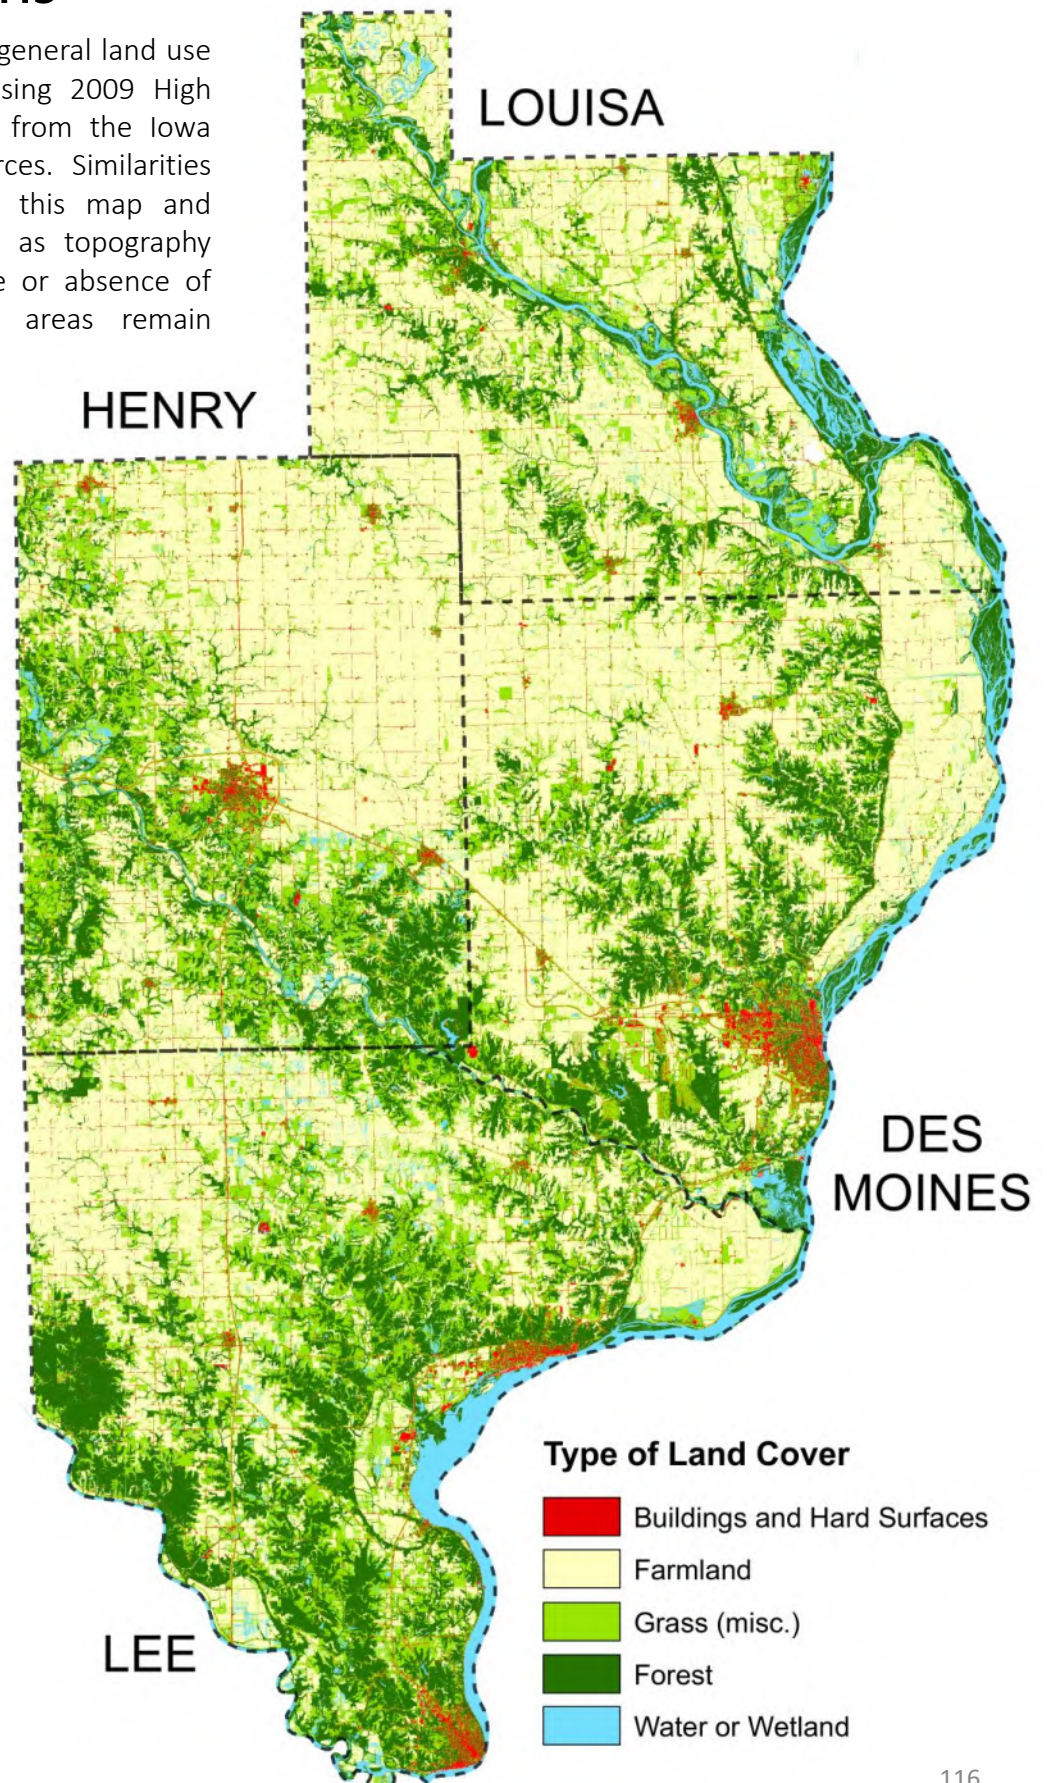 general land use
sing 2009 High
from the Iowa
rces. Similarities
this map and
as topography
e or absence of
areas remain
LOUISA
HENRY
DES
MOINES
LEE
Type of Land Cover
Buildings and Hard Surfaces
Farmland
Grass (misc.)
Forest
Water or Wetland
116